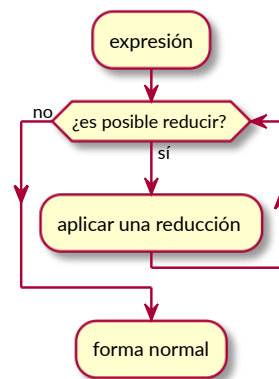 expresión
no
¿es posible reducir?
sí
aplicar una reducción
forma normal